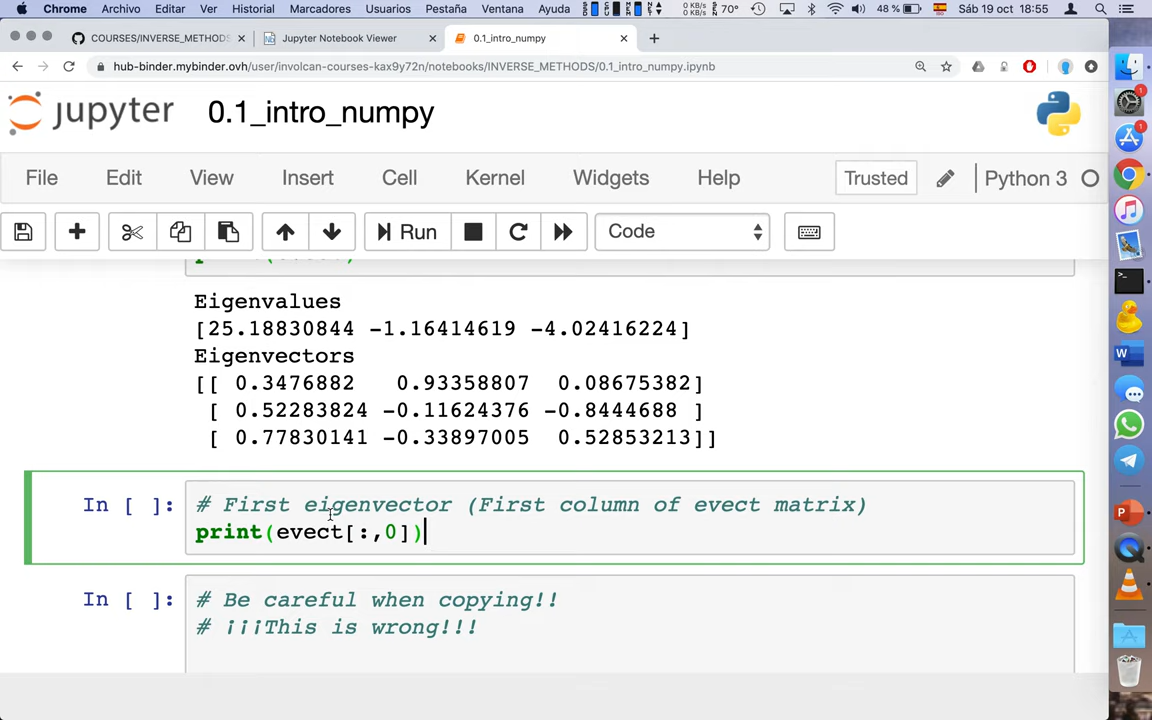 Chrome Archivo Editar Ver Historial Marcadores Usuarios Pestaña Ventana Ayuda 0 KB/s 0 KB/s 70° 48 % Sáb 19 oct 18:55
COURSES/INVERSE_METHODS Jupyter Notebook Viewer 0.1_intro_numpy
hub-binder.mybinder.ovh/user/involcan-courses-kax9y72n/notebooks/INVERSE_METHODS/0.1_intro_numpy.ipynb
jupyter 0.1_intro_numpy
File Edit View Insert Cell Kernel Widgets Help Trusted Python 3
Run Code
Eigenvalues
[25.18830844 -1.16414619 -4.02416224]
Eigenvectors
[[ 0.3476882 0.93358807 0.08675382]
[ 0.52283824 -0.11624376 -0.8444688 ]
[ 0.77830141 -0.33897005 0.52853213]]
In [ ]: # First eigenvector (First column of evect matrix)
print(evect[:,0])
In [ ]: # Be careful when copying!!
# ¡¡¡This is wrong!!!